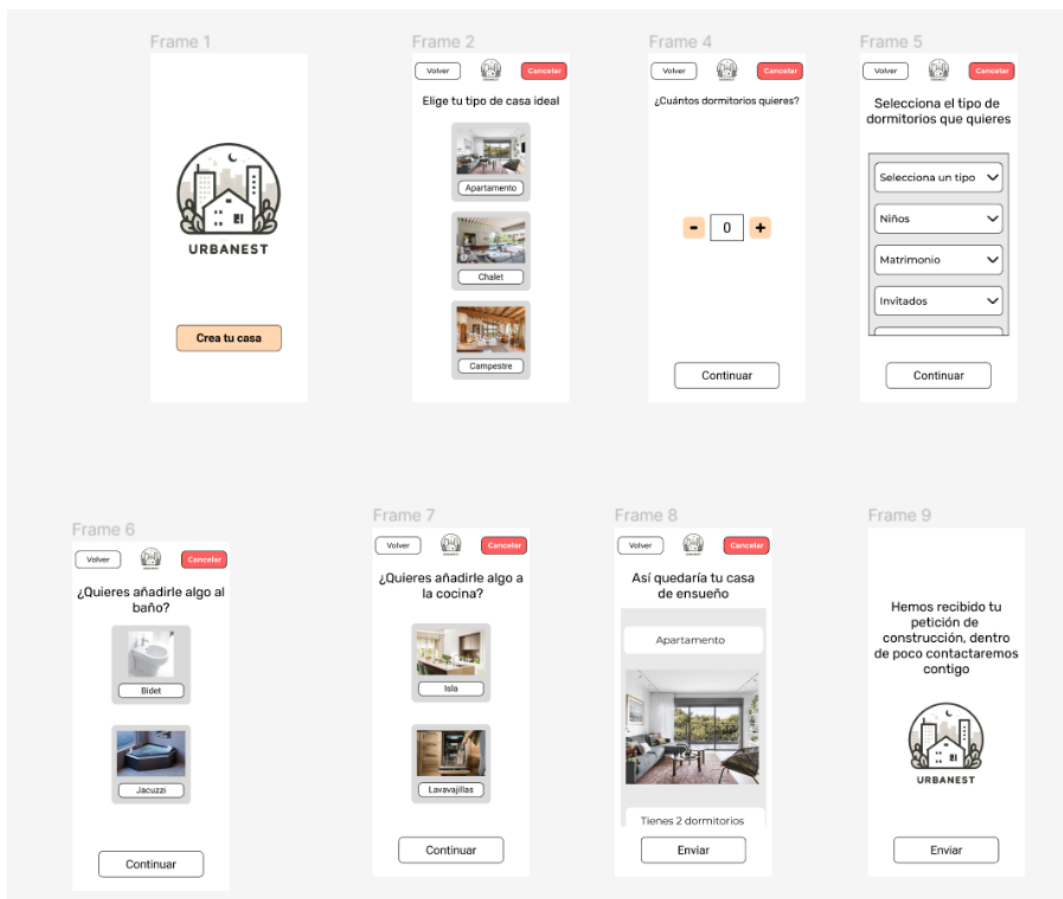 Frame 1
URBANEST
Crea tu casa
Frame 2
Volver
Cancelar
Elige tu tipo de casa ideal
Apartamento
Chalet
Campestre
Frame 4
Volver
Cancelar
¿Cuántos dormitorios quieres?
-
0
+
Continuar
Frame 5
Volver
Cancelar
Selecciona el tipo de
dormitorios que quieres
Selecciona un tipo
Niños
Matrimonio
Invitados
Continuar
Frame 6
Volver
Cancelar
¿Quieres añadirle algo al
baño?
Bidet
Jacuzzi
Continuar
Frame 7
Volver
Cancelar
¿Quieres añadirle algo a
la cocina?
Isla
Lavavajillas
Continuar
Frame 8
Volver
Cancelar
Así quedaría tu casa
de ensueño
Apartamento
Tienes 2 dormitorios
Enviar
Frame 9
Hemos recibido tu
petición de
construcción, dentro
de poco contactaremos
contigo
URBANEST
Enviar